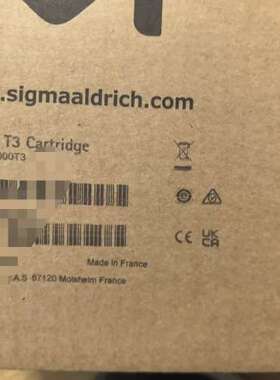 .sigmaaldrich.com
T3 Cartridge
000T3
Made in France
.A.S 67120 Molsheim France